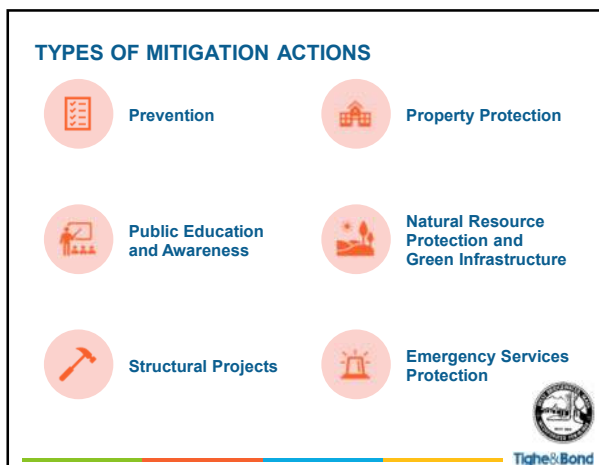 TYPES OF MITIGATION ACTIONS
Prevention
Property Protection
Public Education
and Awareness
Natural Resource
Protection and
Green Infrastructure
Structural Projects
Emergency Services
Protection
Tighe&Bond